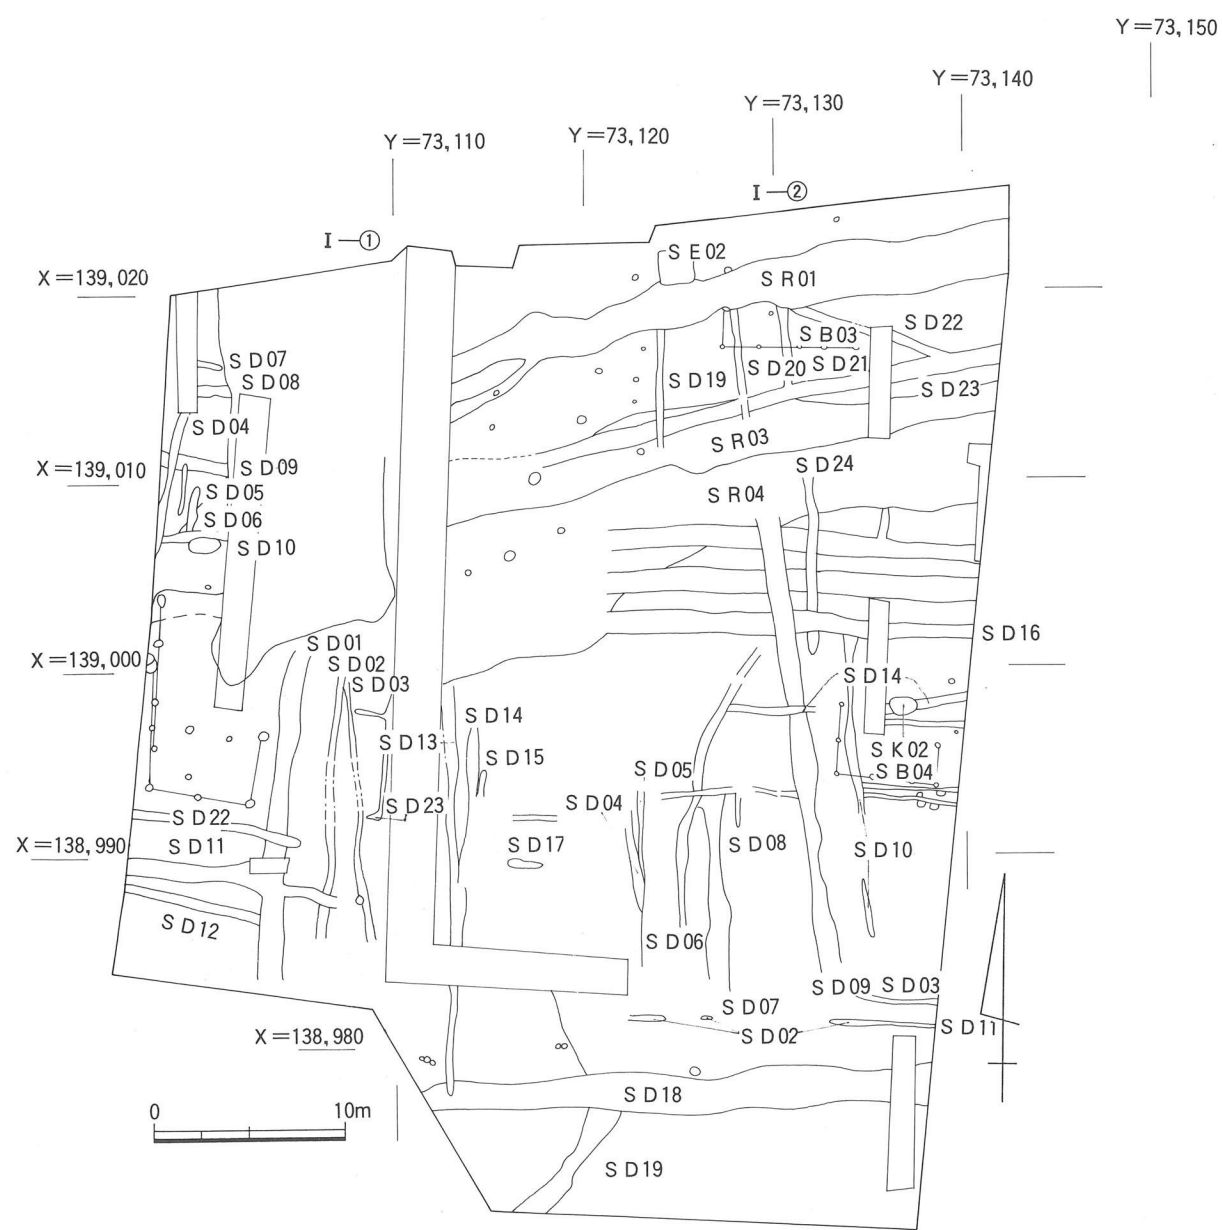 Y=73,150
Y=73,140
Y=73,130
Y=73,110
Y=73,120
I-②
I-①
SE02
X=139,020
SR01
SD22
SB03
SD07
SD20
SD21
SD08
SD19
SD23
SD04
SR03
X=139,010
SD09
SD24
SD05
SR04
SD06
SD10
SD16
SD01
X=139,000
SD02
SD14
SD03
SD14
SD13
SK02
SD15
SD05
SB04
SD04
SD23
SD22
X=138,990
SD11
SD17
SD08
SD10
SD12
SD06
SD09
SD03
SD07
SD11
X=138,980
SD02
SD18
0
10m
SD19